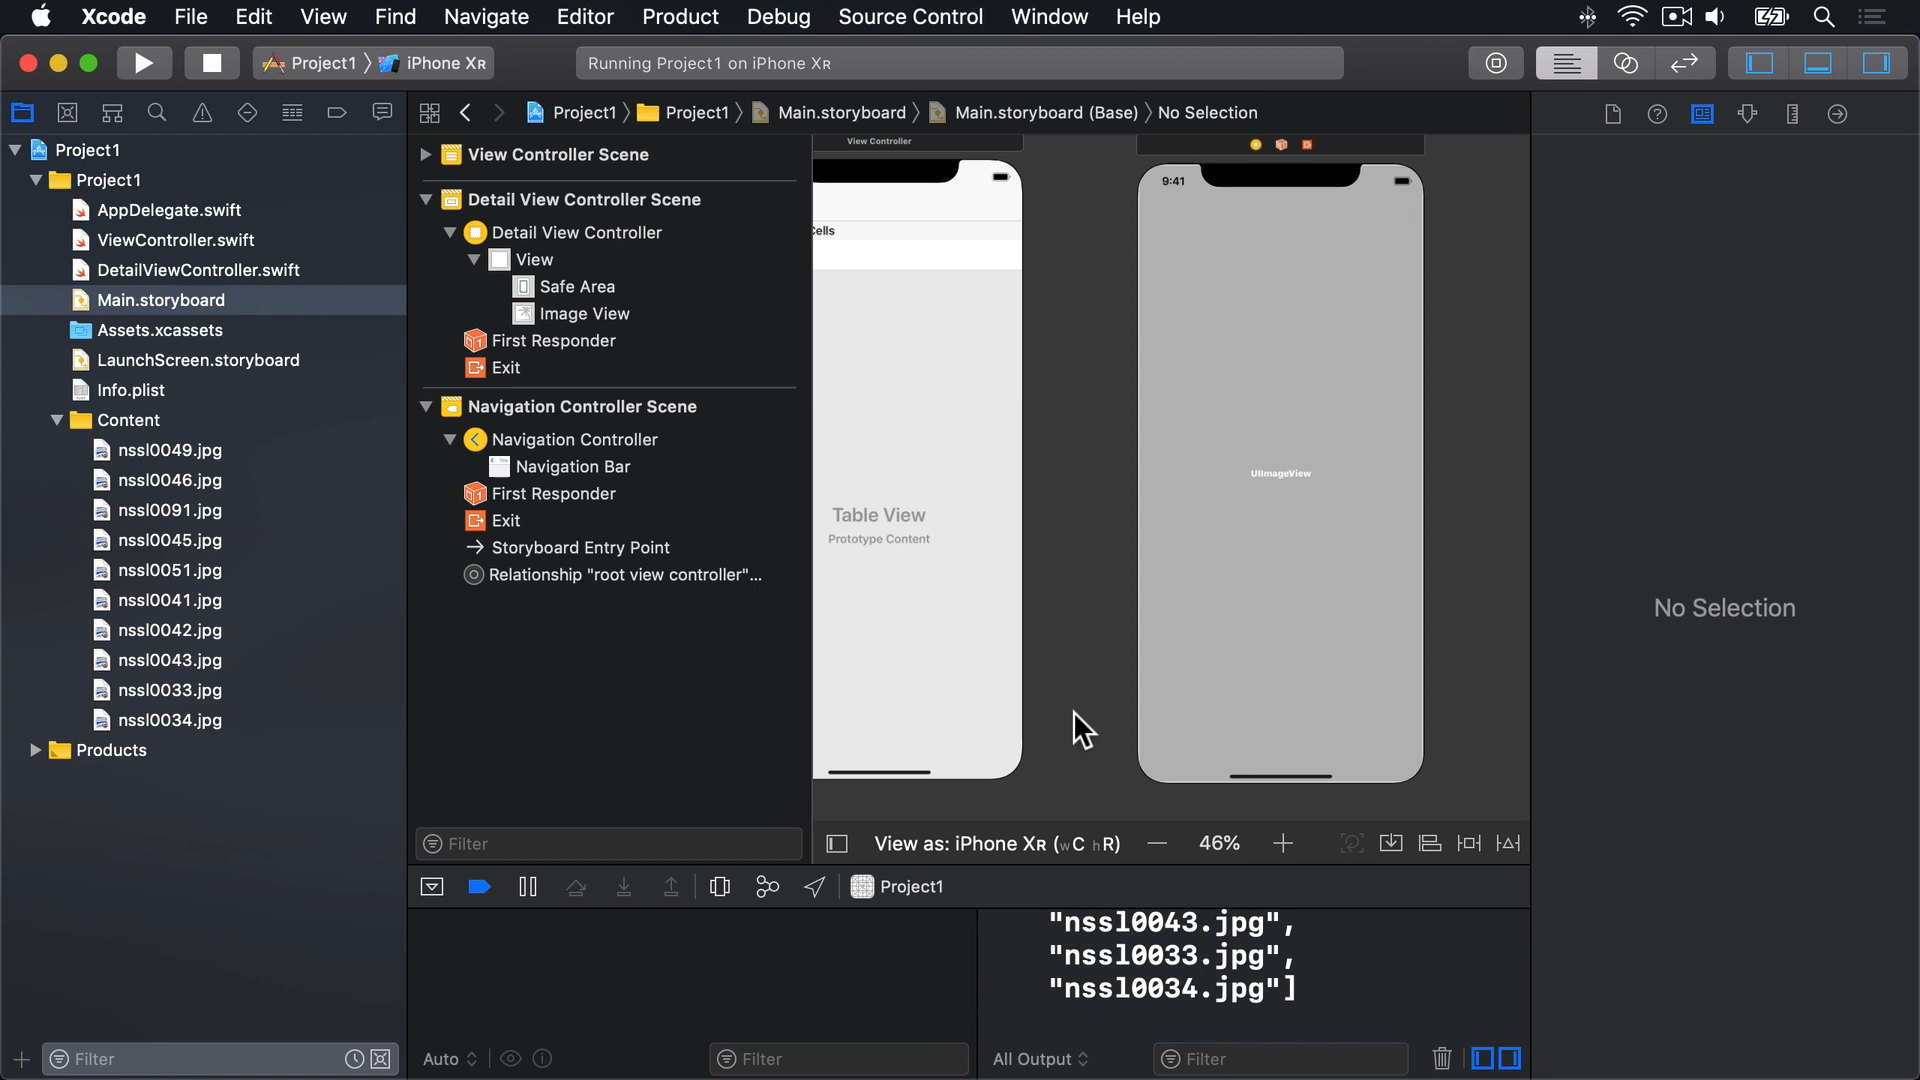 Xcode File Edit View Find Navigate Editor Product Debug Source Control Window Help
Project1 iPhone XR
Running Project1 on iPhone XR
Project1 Project1 Main.storyboard Main.storyboard (Base) No Selection
Project1
Project1
AppDelegate.swift
ViewController.swift
DetailViewController.swift
Main.storyboard
Assets.xcassets
LaunchScreen.storyboard
Info.plist
Content
nssl0049.jpg
nssl0046.jpg
nssl0091.jpg
nssl0045.jpg
nssl0051.jpg
nssl0041.jpg
nssl0042.jpg
nssl0043.jpg
nssl0033.jpg
nssl0034.jpg
Products
Filter
View Controller Scene
Detail View Controller Scene
Detail View Controller
View
Safe Area
Image View
First Responder
Exit
Navigation Controller Scene
Navigation Controller
Navigation Bar
First Responder
Exit
Storyboard Entry Point
Relationship "root view controller"...
Filter
View Controller
Cells
Table View
Prototype Content
9:41
UIImageView
View as: iPhone XR (wC hR) 46%
No Selection
Project1
"nssl0043.jpg",
"nssl0033.jpg",
"nssl0034.jpg"]
Auto Filter
All Output Filter